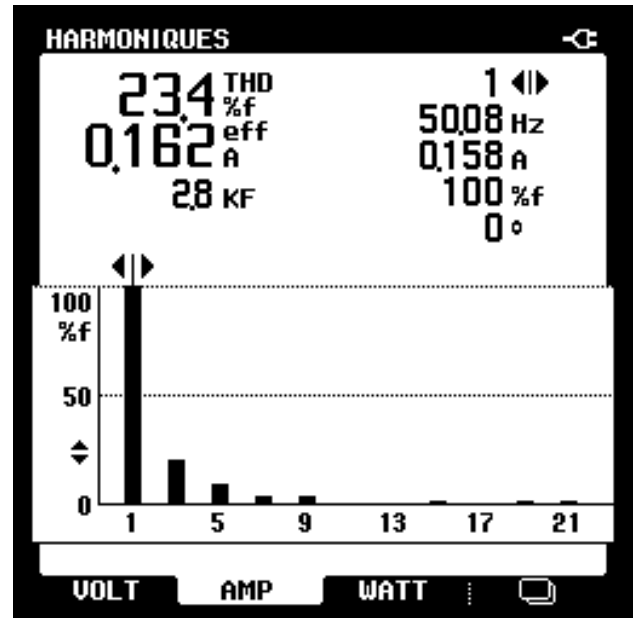 HARMONIQUES
23.4 THD %f
0.162 eff A
2.8 KF
1
50.08 Hz
0.158 A
100 %f
0 °
100
%f
50
0
1 5 9 13 17 21
VOLT AMP WATT